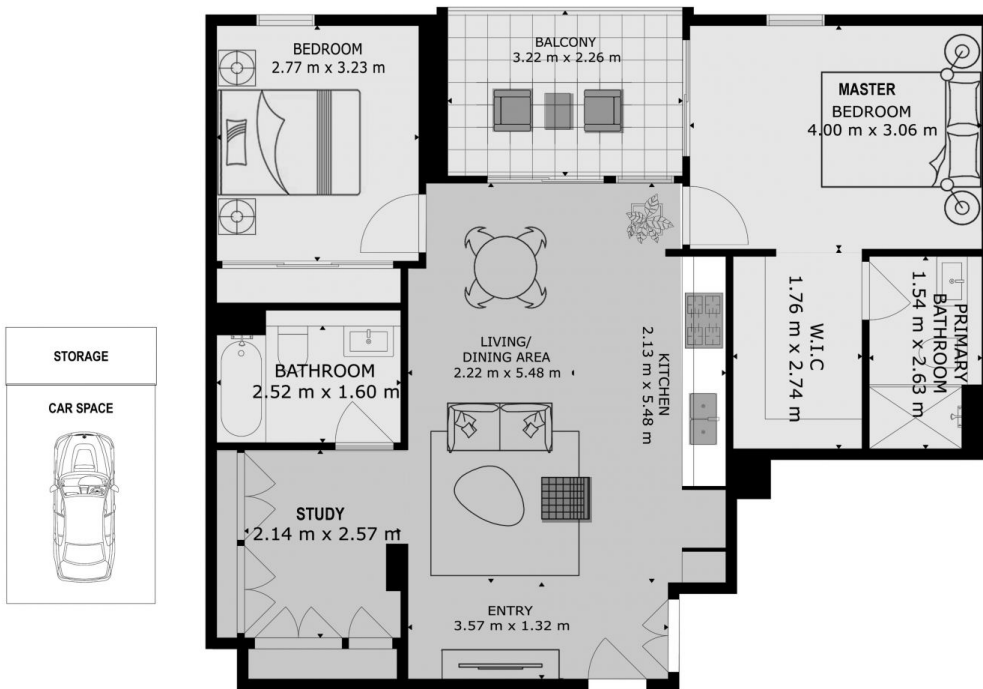 BEDROOM
2.77 m x 3.23 m
BALCONY
3.22 m x 2.26 m
MASTER
BEDROOM
4.00 m x 3.06 m
STORAGE
CAR SPACE
BATHROOM
2.52 m x 1.60 m
LIVING/
DINING AREA
2.22 m x 5.48 m
KITCHEN
2.13 m x 5.48 m
W.I.C
1.76 m x 2.74 m
PRIMARY
BATHROOM
1.54 m x 2.63 m
STUDY
2.14 m x 2.57 m
ENTRY
3.57 m x 1.32 m